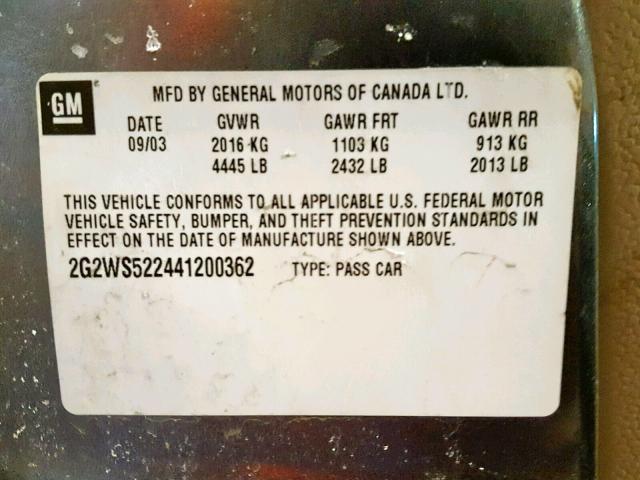 GM
MFD BY GENERAL MOTORS OF CANADA LTD.
DATE GVWR GAWR FRT GAWR RR
09/03 2016 KG 1103 KG 913 KG
4445 LB 2432 LB 2013 LB
THIS VEHICLE CONFORMS TO ALL APPLICABLE U.S. FEDERAL MOTOR
VEHICLE SAFETY, BUMPER, AND THEFT PREVENTION STANDARDS IN
EFFECT ON THE DATE OF MANUFACTURE SHOWN ABOVE.
2G2WS522441200362 TYPE: PASS CAR